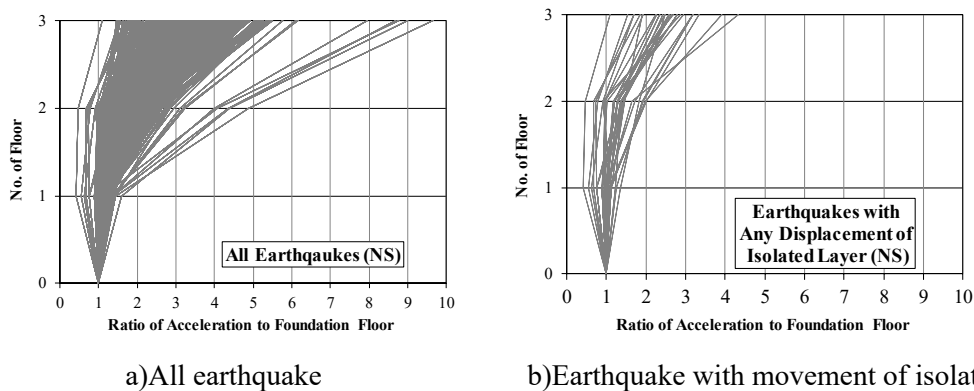 3
2
1
0
No. of Floor
0 1 2 3 4 5 6 7 8 9 10
Ratio of Acceleration to Foundation Floor
All Earthqaukes (NS)
a)All earthquake
3
2
1
0
No. of Floor
0 1 2 3 4 5 6 7 8 9 10
Ratio of Acceleration to Foundation Floor
Earthquakes with
Any Displacement of
Isolated Layer (NS)
b)Earthquake with movement of isolat